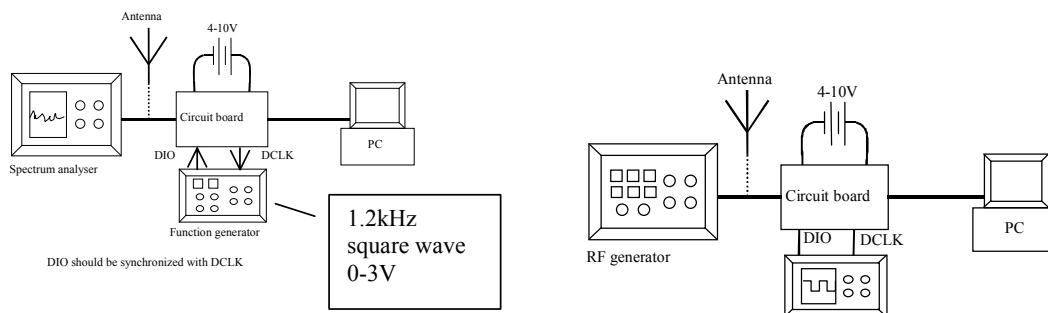 Antenna
4-10V
Circuit board
PC
DIO
DCLK
Spectrum analyser
Function generator
1.2kHz
square wave
0-3V
DIO should be synchronized with DCLK
Antenna
4-10V
Circuit board
PC
DIO
DCLK
RF generator